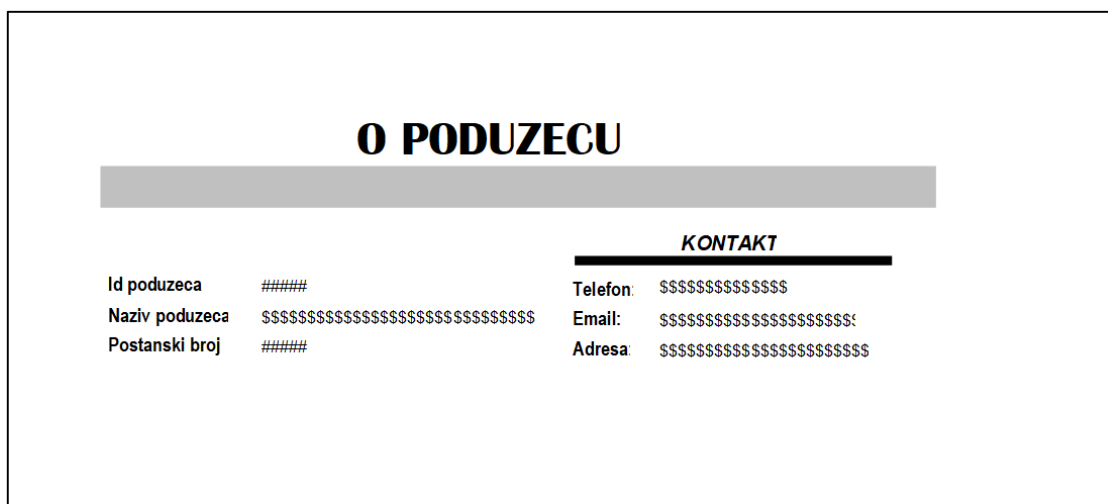 O PODUZECU
KONTAKT
Id poduzeca #####
Naziv poduzeca $$$$$$$$$$$$$$$$$$$$$$$$$$$$$$
Postanski broj #####
Telefon: $$$$$$$$$$$$$$
Email: $$$$$$$$$$$$$$$$$$$$$$
Adresa: $$$$$$$$$$$$$$$$$$$$$$$